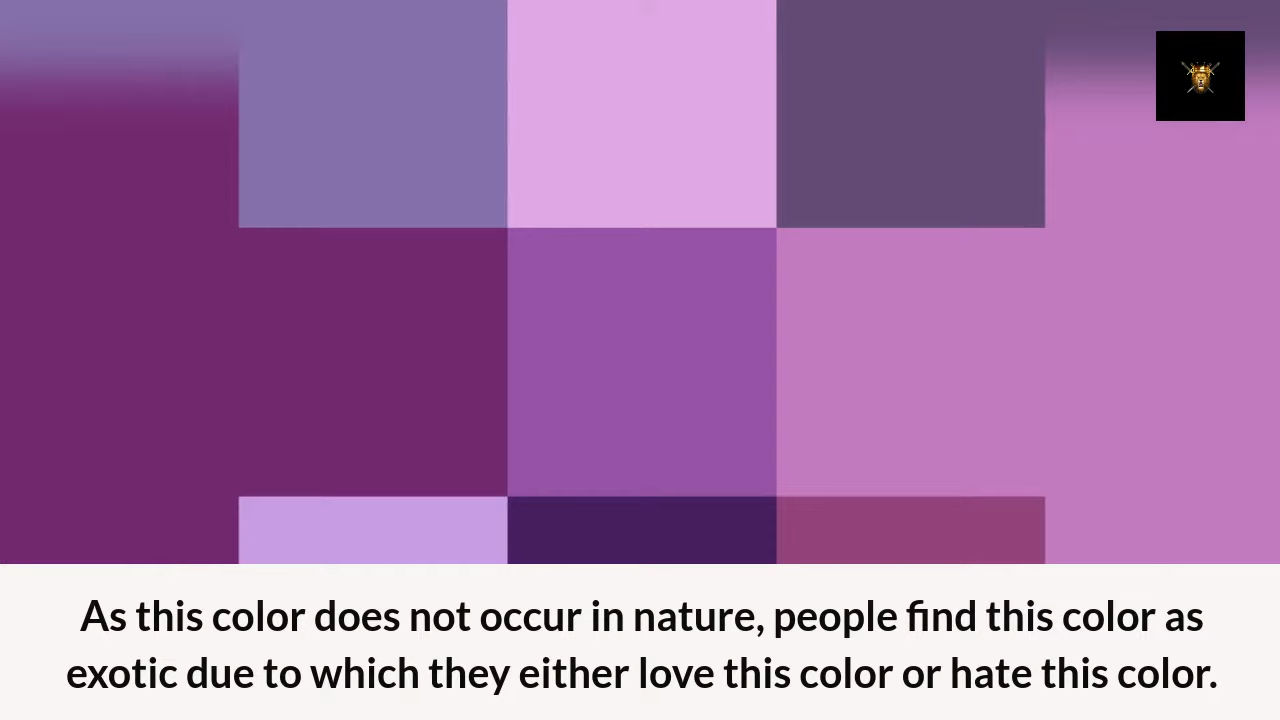 As this color does not occur in nature, people find this color as
exotic due to which they either love this color or hate this color.